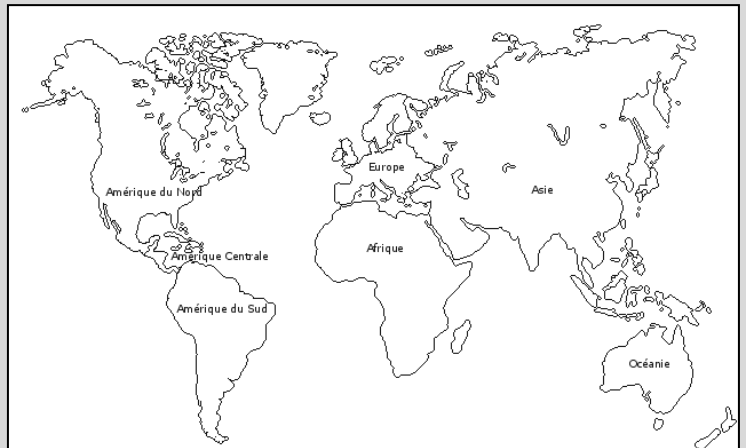 Europe
Asie
Amérique du Nord
Afrique
Amérique Centrale
Amérique du Sud
Océanie